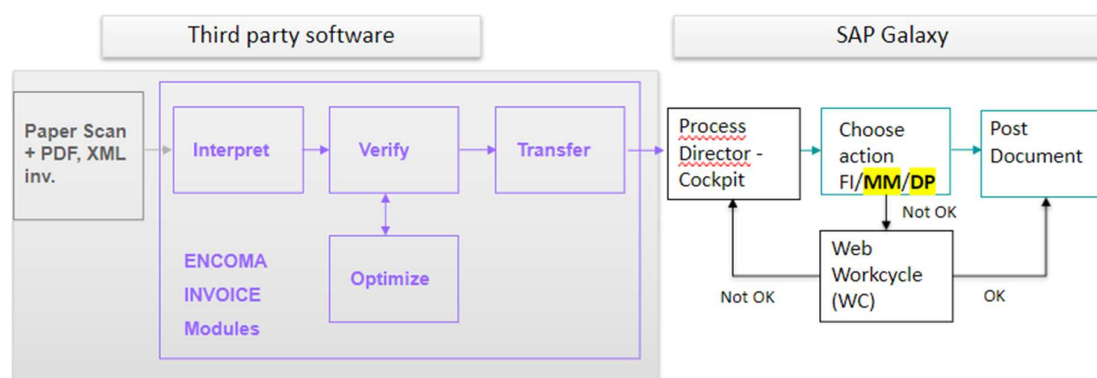 Third party software
SAP Galaxy
Paper Scan
+ PDF, XML
inv.
Interpret
Verify
Transfer
Process
Director -
Cockpit
Choose
action
FI/MM/DP
Post
Document
Not OK
ENCOMA
INVOICE
Modules
Optimize
Web
Workcycle
(WC)
Not OK
OK